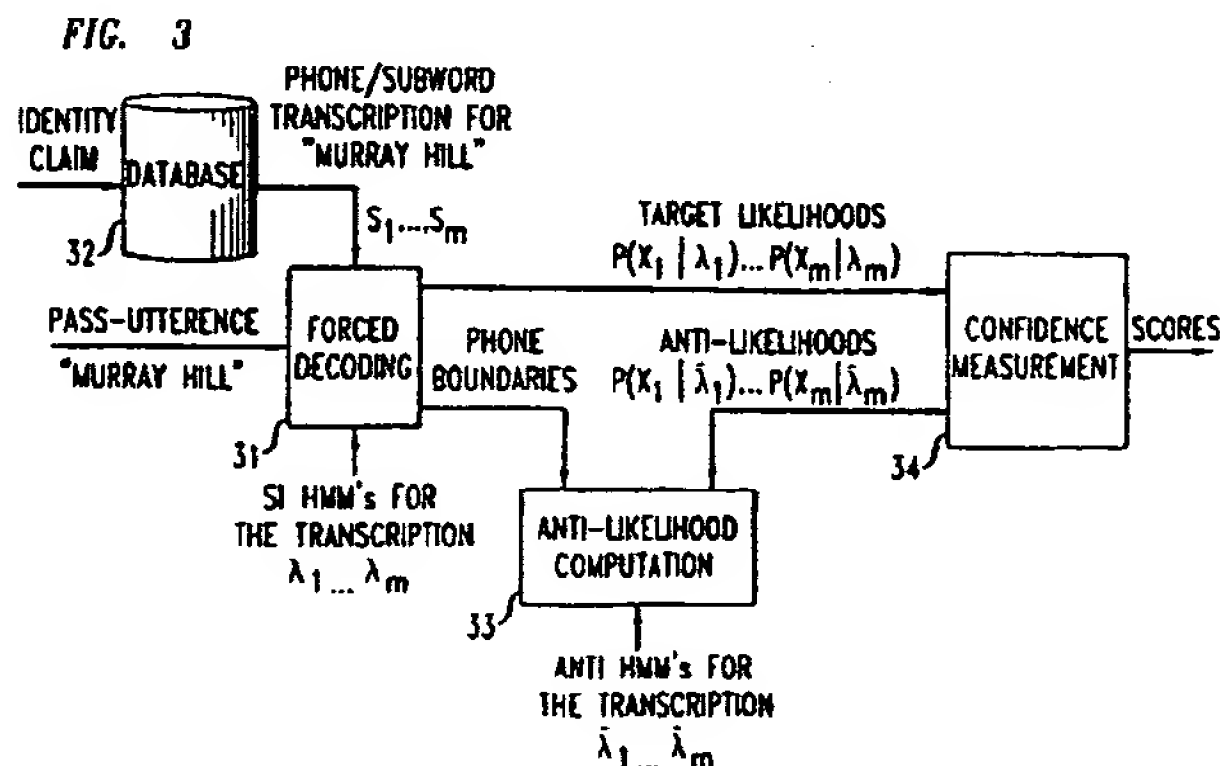 FIG. 3
PHONE/SUBWORD
TRANSCRIPTION FOR
"MURRAY HILL"
IDENTITY
CLAIM
DATABASE
32
S₁...Sₘ
TARGET LIKELIHOODS
P(X₁ | λ₁)... P(Xₘ | λₘ)
PASS-UTTERENCE
"MURRAY HILL"
FORCED
DECODING
31
PHONE
BOUNDARIES
ANTI-LIKELIHOODS
P(X₁ | λ̄₁)... P(Xₘ | λ̄ₘ)
CONFIDENCE
MEASUREMENT
34
SCORES
SI HMM's FOR
THE TRANSCRIPTION
λ₁... λₘ
ANTI-LIKELIHOOD
COMPUTATION
33
ANTI HMM's FOR
THE TRANSCRIPTION
λ̄₁... λ̄ₘ